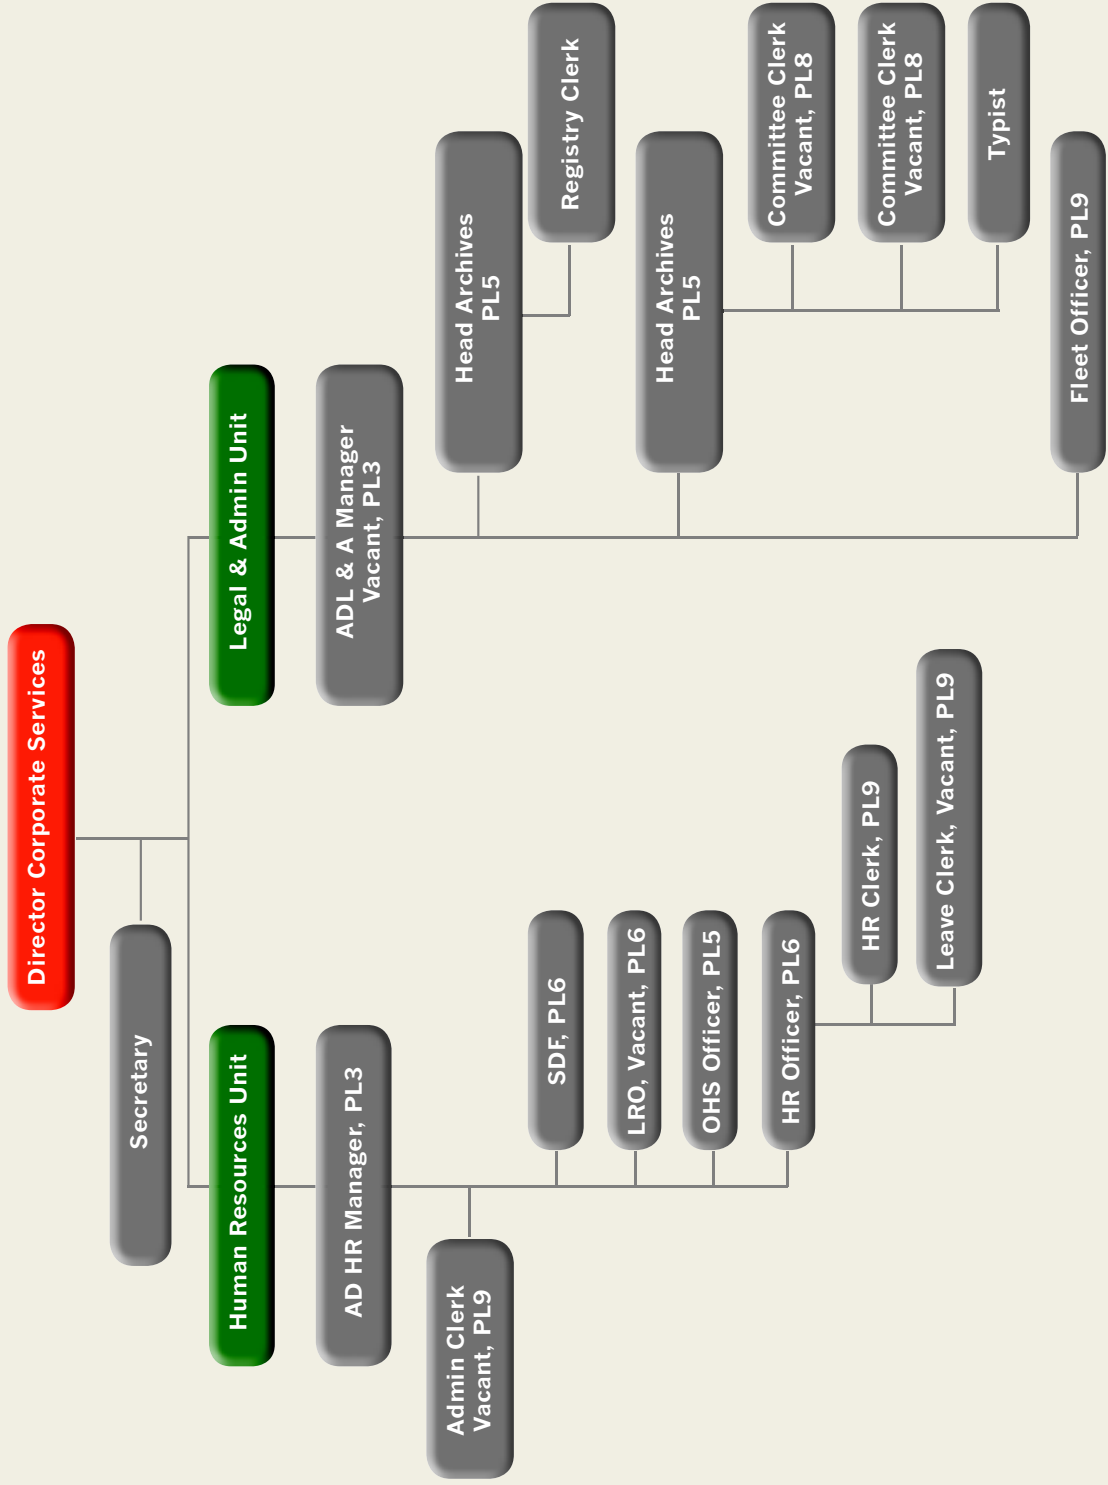 Director Corporate Services
Secretary
Human Resources Unit
AD HR Manager, PL3
Admin Clerk
Vacant, PL9
SDF, PL6
LRO, Vacant, PL6
OHS Officer, PL5
HR Officer, PL6
HR Clerk, PL9
Leave Clerk, Vacant, PL9
Legal & Admin Unit
ADL & A Manager
Vacant, PL3
Head Archives
PL5
Registry Clerk
Head Archives
PL5
Committee Clerk
Vacant, PL8
Committee Clerk
Vacant, PL8
Typist
Fleet Officer, PL9